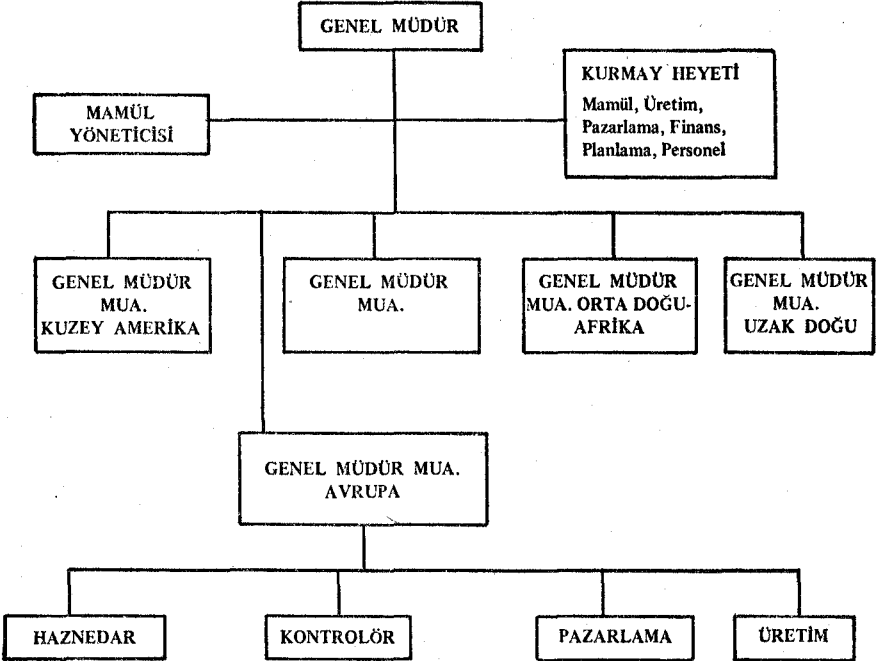 GENEL MÜDÜR
MAMÜL
YÖNETİCİSİ
KURMAY HEYETİ
Mamül, Üretim,
Pazarlama, Finans,
Planlama, Personel
GENEL MÜDÜR
MUA.
KUZEY AMERİKA
GENEL MÜDÜR
MUA.
GENEL MÜDÜR
MUA. ORTA DOĞU-
AFRİKA
GENEL MÜDÜR
MUA.
UZAK DOĞU
GENEL MÜDÜR MUA.
AVRUPA
HAZNEDAR
KONTROLÖR
PAZARLAMA
ÜRETİM